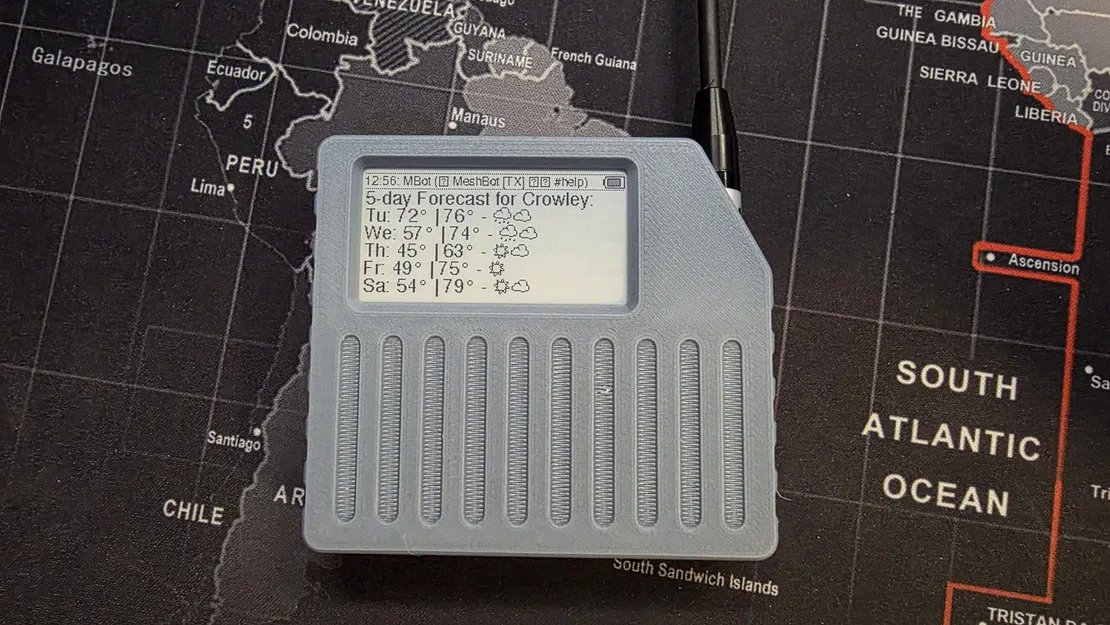 VENEZUELA
Colombia
GUYANA
SURINAME
French Guiana
Galapagos
Ecuador
5
Manaus
PERU
Lima
THE GAMBIA
GUINEA BISSAU
GUINEA
SIERRA LEONE
LIBERIA
12:56: MBot (⍰ MeshBot [TX] ⍰⍰ #help)
5-day Forecast for Crowley:
Tu: 72° | 76° -
We: 57° | 74° -
Th: 45° | 63° -
Fr: 49° | 75° -
Sa: 54° | 79° -
Ascension
SOUTH
ATLANTIC
OCEAN
Santiago
CHILE
AR
South Sandwich Islands